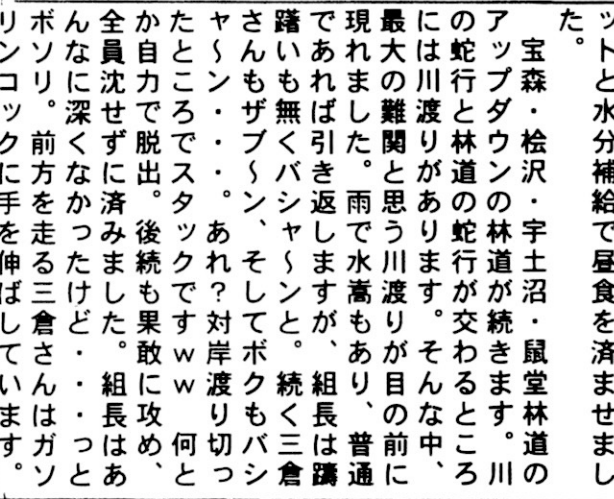 ットと水分補給で昼食を済ませまし
た。
　宝森・桧沢・宇土沼・鼠堂林道の
アップダウンの林道が続きます。川
の蛇行と林道の蛇行が交わるところ
には川渡りがあります。そんな中、
最大の難関と思う川渡りが目の前に
現れました。雨で水嵩もあり、普通
であれば引き返しますが、組長は躊
躇いも無くバシャ〜ンと。続く三倉
さんもザブ〜ン、そしてボクもバシ
ャ〜ン・・・。あれ？対岸渡り切っ
たところでスタックですｗｗ　何と
か自力で脱出。後続も果敢に攻め、
全員沈せずに済みました。組長はあ
んなに深くなかったけど・・・っと
ボソリ。前方を走る三倉さんはガソ
リンコックに手を伸ばしています。